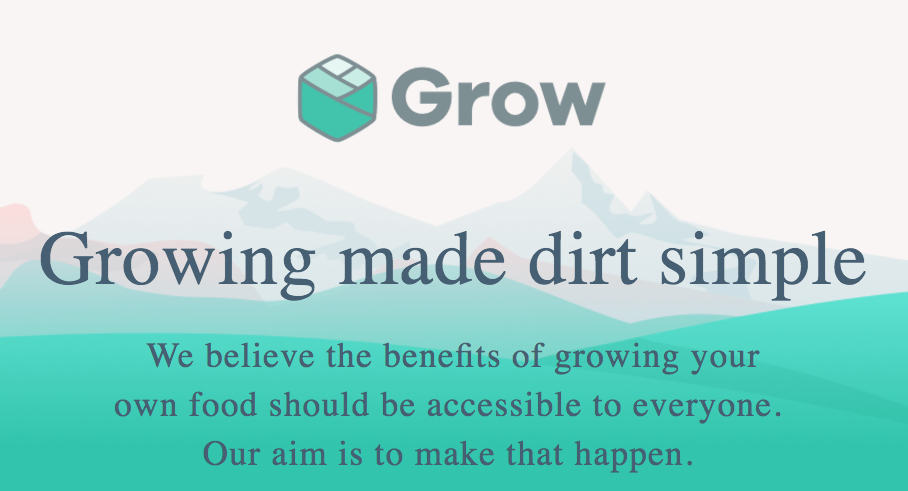 Grow
Growing made dirt simple
We believe the benefits of growing your
own food should be accessible to everyone.
Our aim is to make that happen.